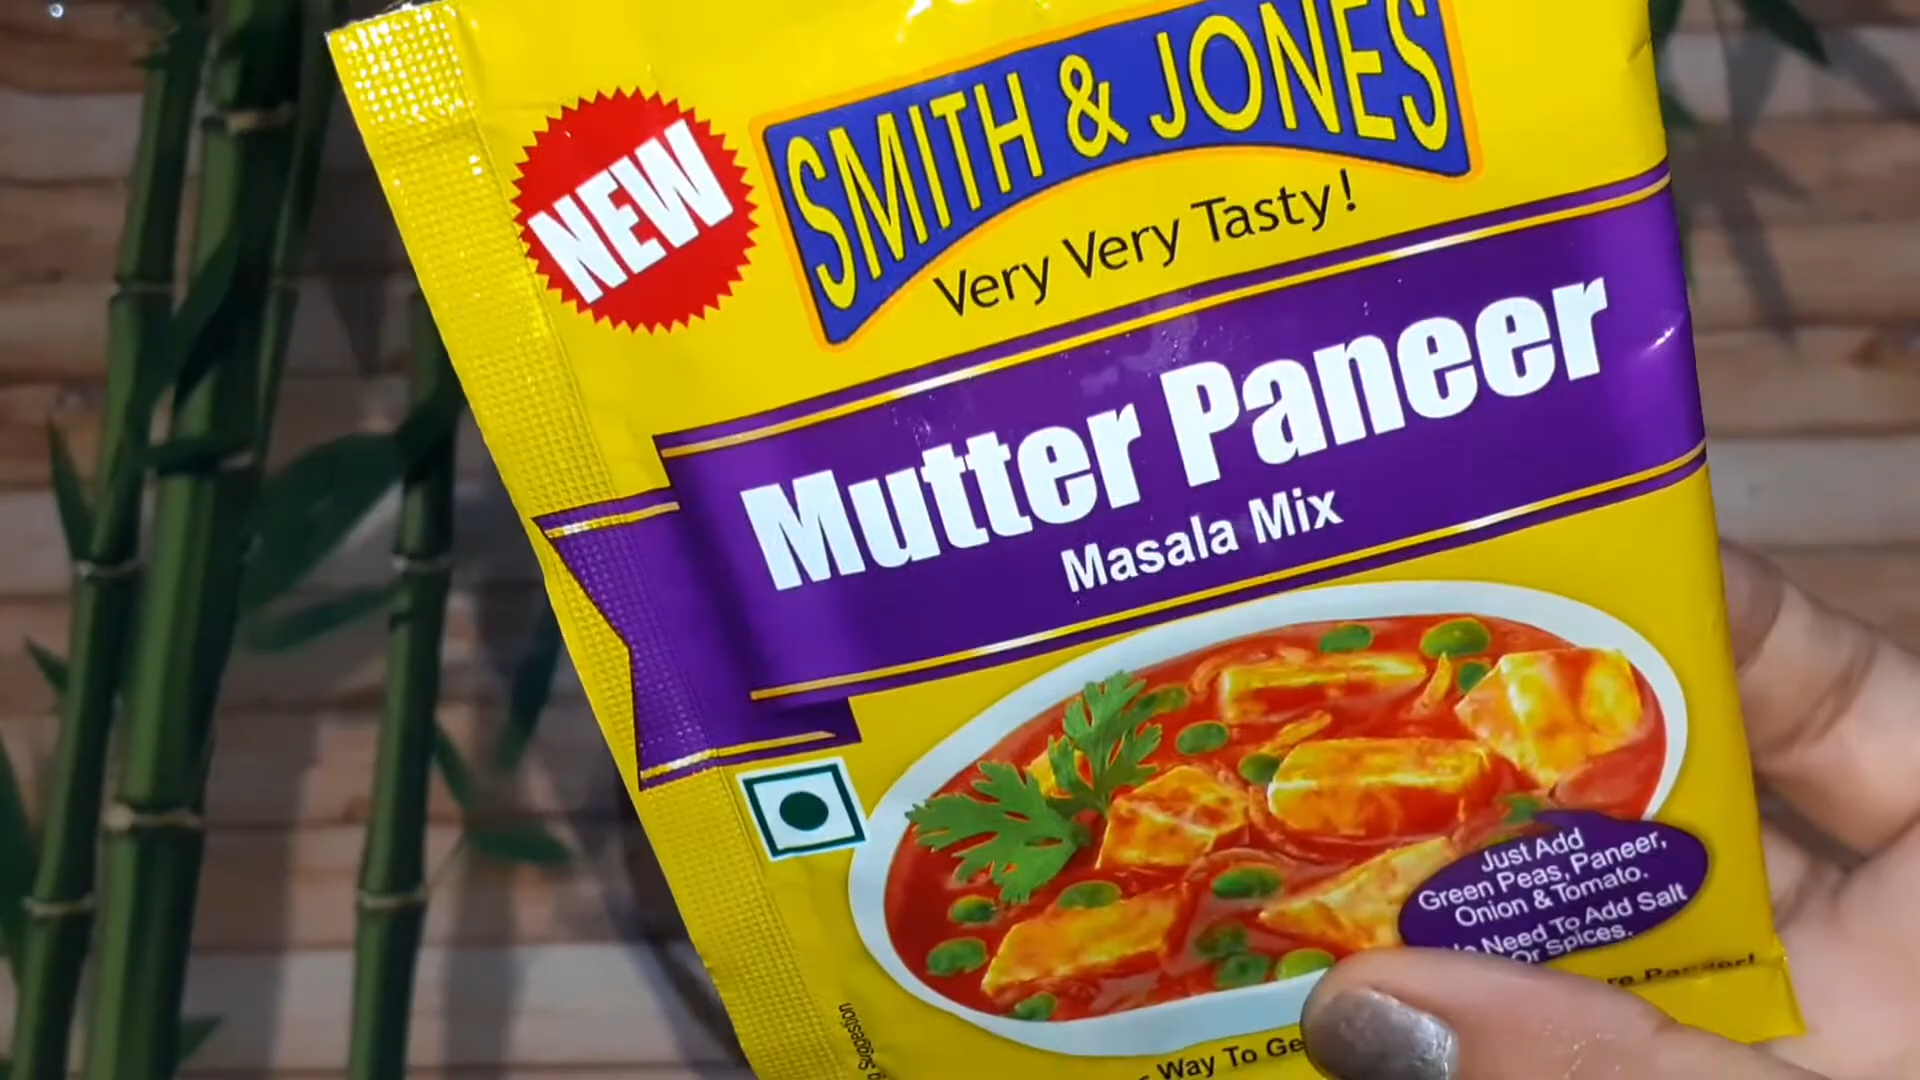 NEW
SMITH & JONES
Very Very Tasty!
Mutter Paneer
Masala Mix
Just Add
Green Peas, Paneer,
Onion & Tomato.
Need To Add Salt
Or Spices.
Paneer!
Way To